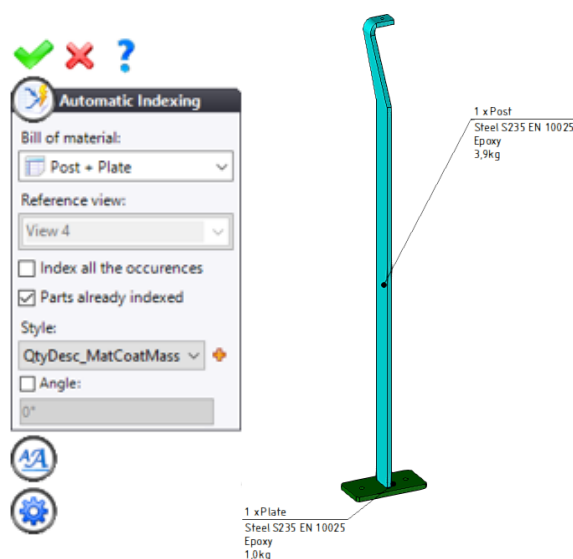 Automatic Indexing
Bill of material:
Post + Plate
Reference view:
View 4
Index all the occurences
Parts already indexed
Style:
QtyDesc_MatCoatMass
Angle:
0°
AA
1 x Post
Steel S235 EN 10025
Epoxy
3,9kg
1 x Plate
Steel S235 EN 10025
Epoxy
1,0kg